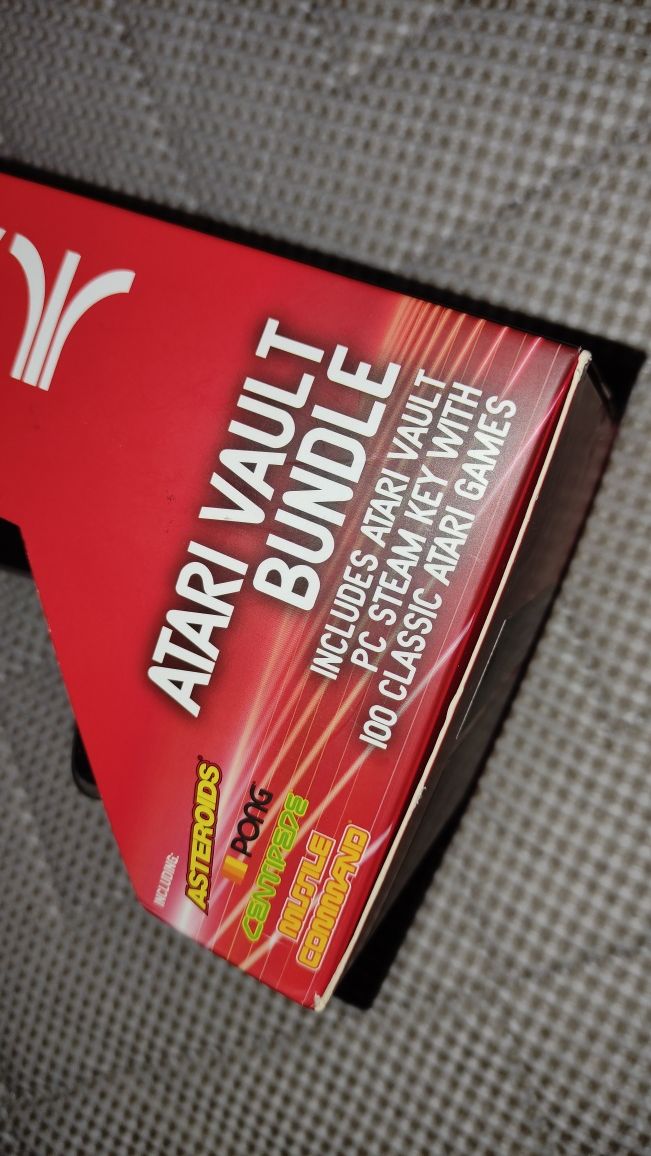 ATARI VAULT
BUNDLE
INCLUDES ATARI VAULT
PC STEAM KEY WITH
100 CLASSIC ATARI GAMES
INCLUDING:
ASTEROIDS
PONG
CENTIPEDE
MISSILE
COMMAND